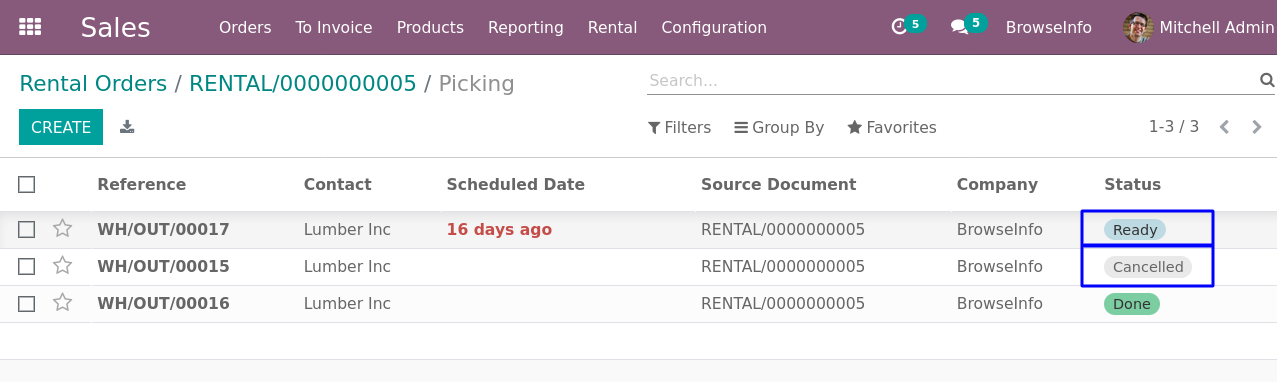 Sales Orders To Invoice Products Reporting Rental Configuration 5 5 BrowseInfo Mitchell Admin
Rental Orders / RENTAL/0000000005 / Picking Search...
CREATE Filters Group By Favorites 1-3 / 3
Reference Contact Scheduled Date Source Document Company Status
WH/OUT/00017 Lumber Inc 16 days ago RENTAL/0000000005 BrowseInfo Ready
WH/OUT/00015 Lumber Inc RENTAL/0000000005 BrowseInfo Cancelled
WH/OUT/00016 Lumber Inc RENTAL/0000000005 BrowseInfo Done